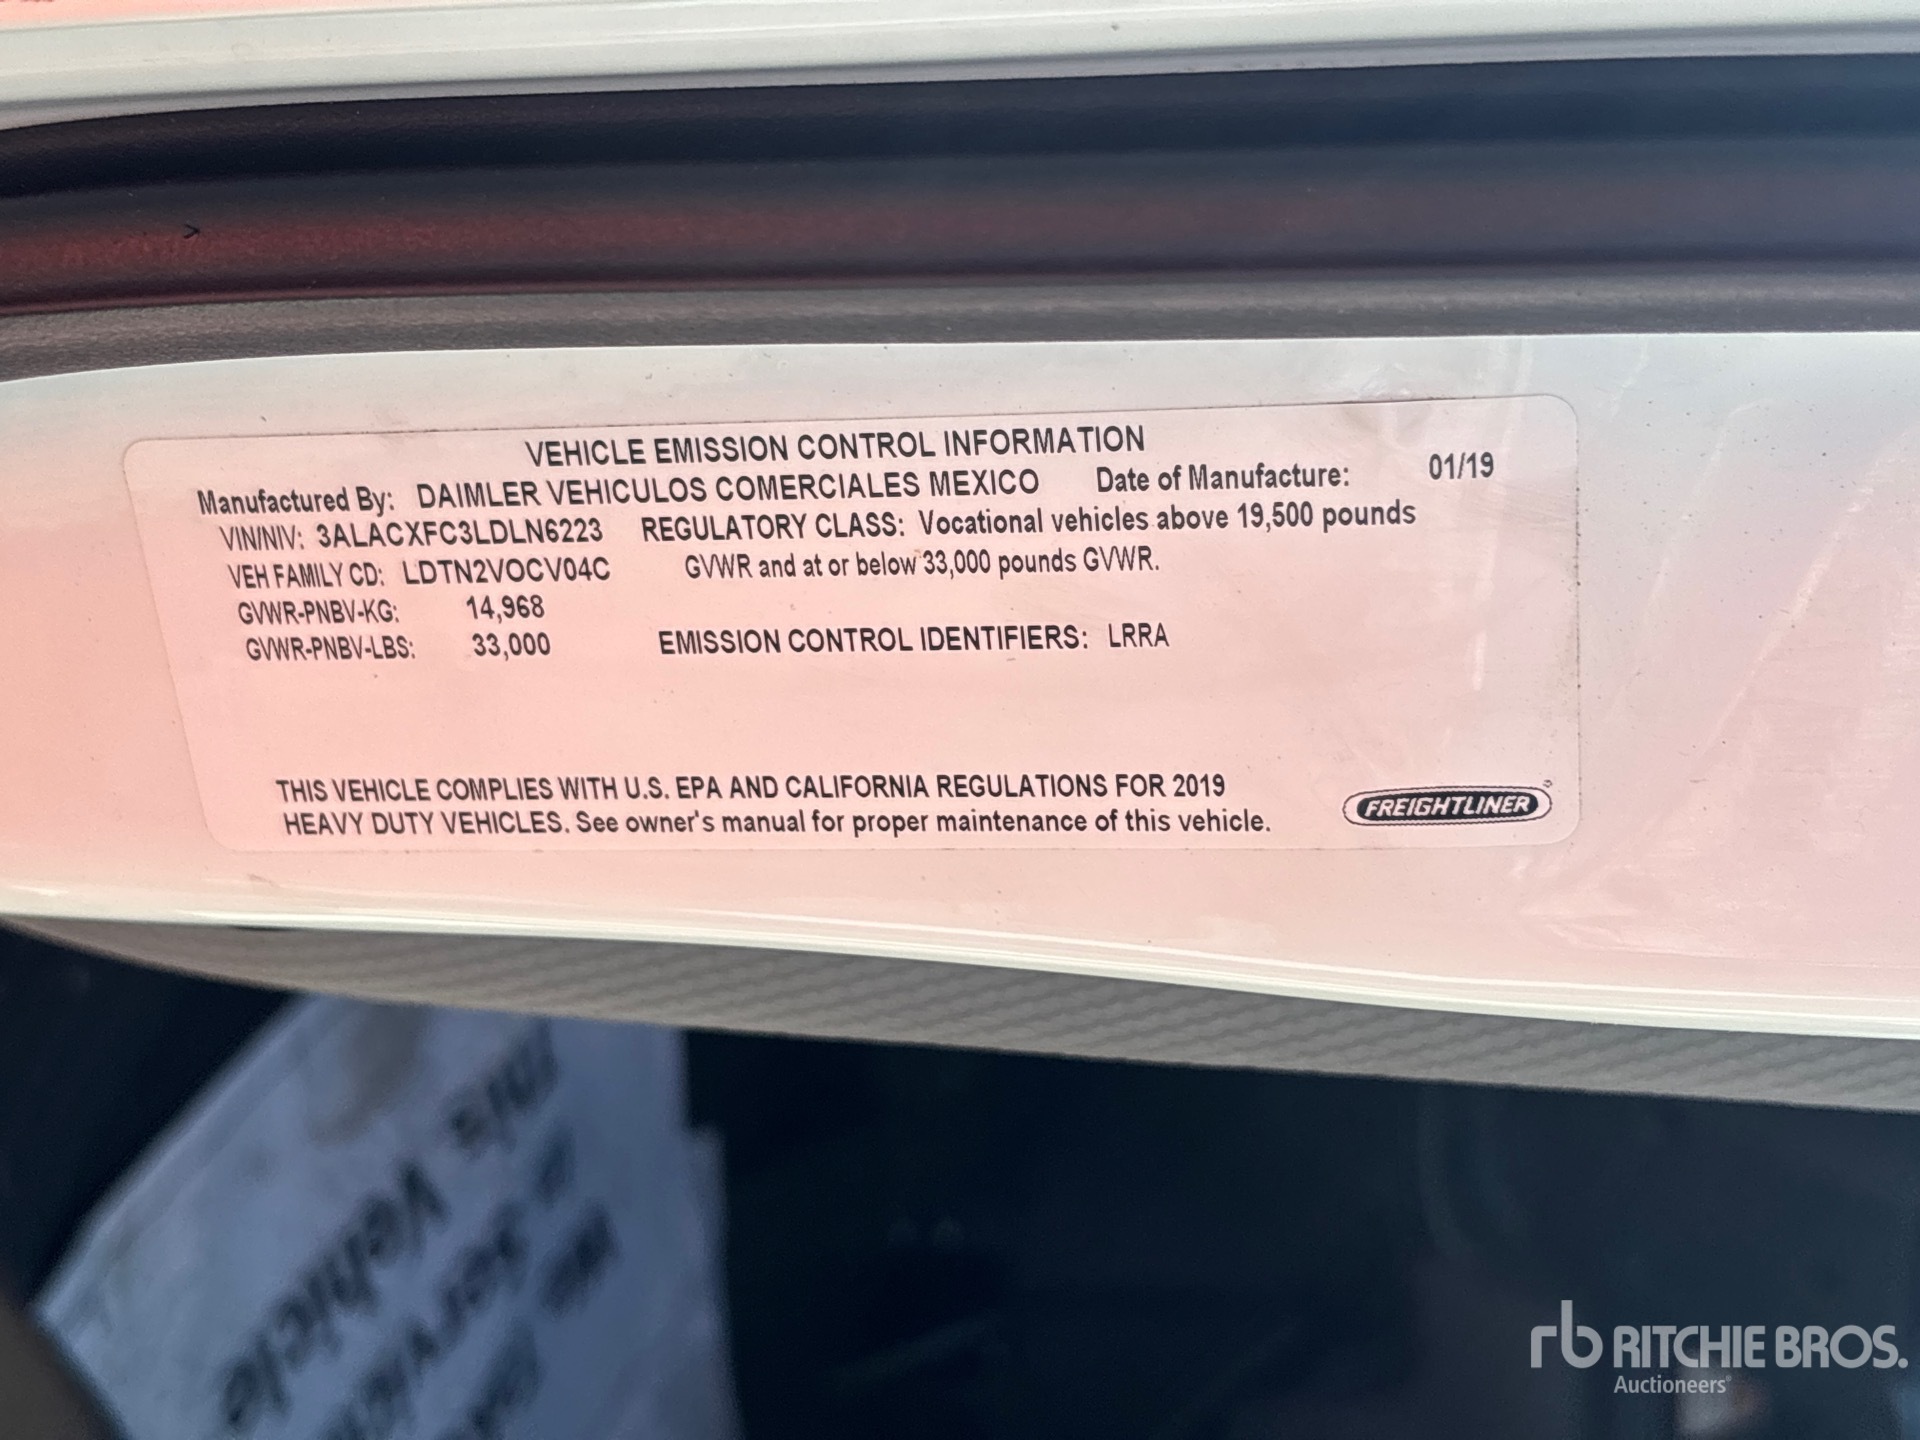 VEHICLE EMISSION CONTROL INFORMATION
Manufactured By: DAIMLER VEHICULOS COMERCIALES MEXICO Date of Manufacture: 01/19
VIN/NIV: 3ALACXFC3LDLN6223 REGULATORY CLASS: Vocational vehicles above 19,500 pounds
VEH FAMILY CD: LDTN2VOCV04C GVWR and at or below 33,000 pounds GVWR.
GVWR-PNBV-KG: 14,968
GVWR-PNBV-LBS: 33,000 EMISSION CONTROL IDENTIFIERS: LRRA
THIS VEHICLE COMPLIES WITH U.S. EPA AND CALIFORNIA REGULATIONS FOR 2019
HEAVY DUTY VEHICLES. See owner's manual for proper maintenance of this vehicle.
FREIGHTLINER
Vehicle
rb RITCHIE BROS.
Auctioneers